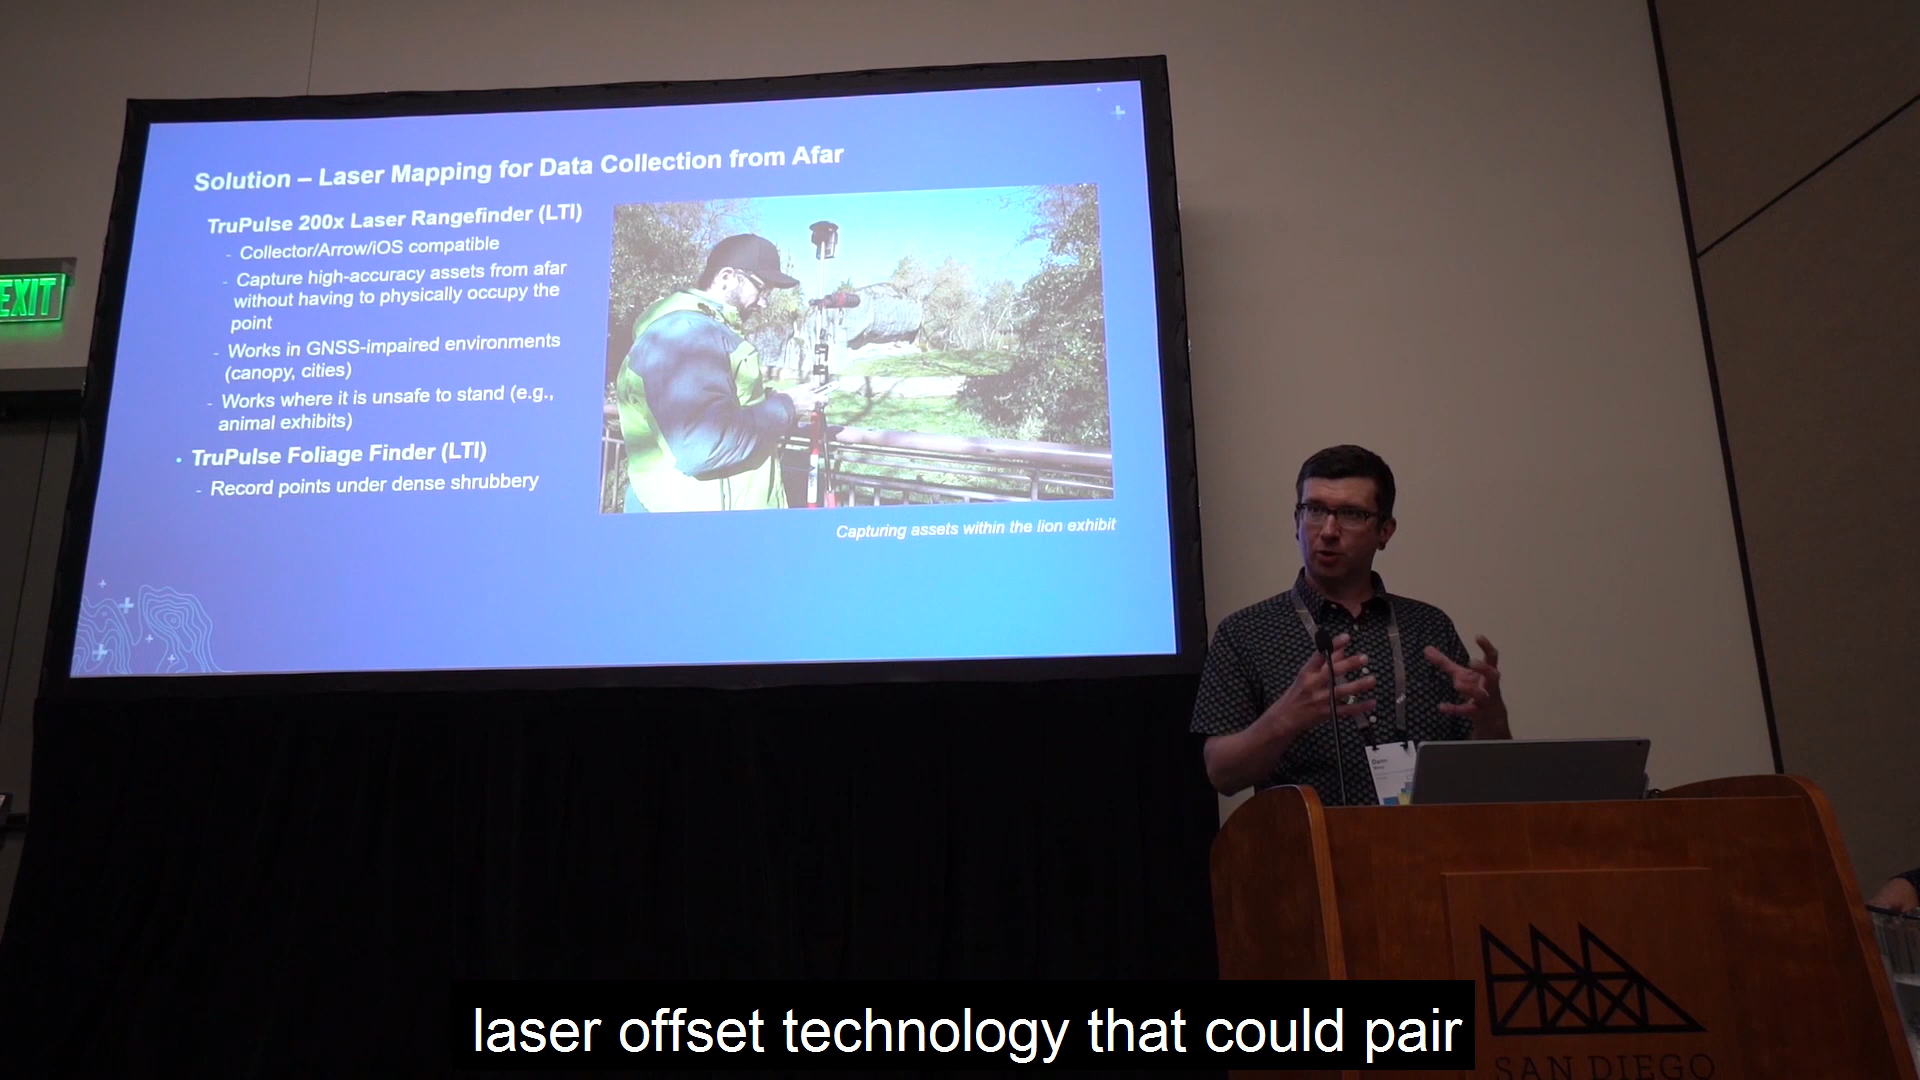 Solution – Laser Mapping for Data Collection from Afar
TruPulse 200x Laser Rangefinder (LTI)
- Collector/Arrow/iOS compatible
- Capture high-accuracy assets from afar
without having to physically occupy the
point
- Works in GNSS-impaired environments
(canopy, cities)
- Works where it is unsafe to stand (e.g.,
animal exhibits)
• TruPulse Foliage Finder (LTI)
- Record points under dense shrubbery
Capturing assets within the lion exhibit
EXIT
laser offset technology that could pair
SAN DIEGO